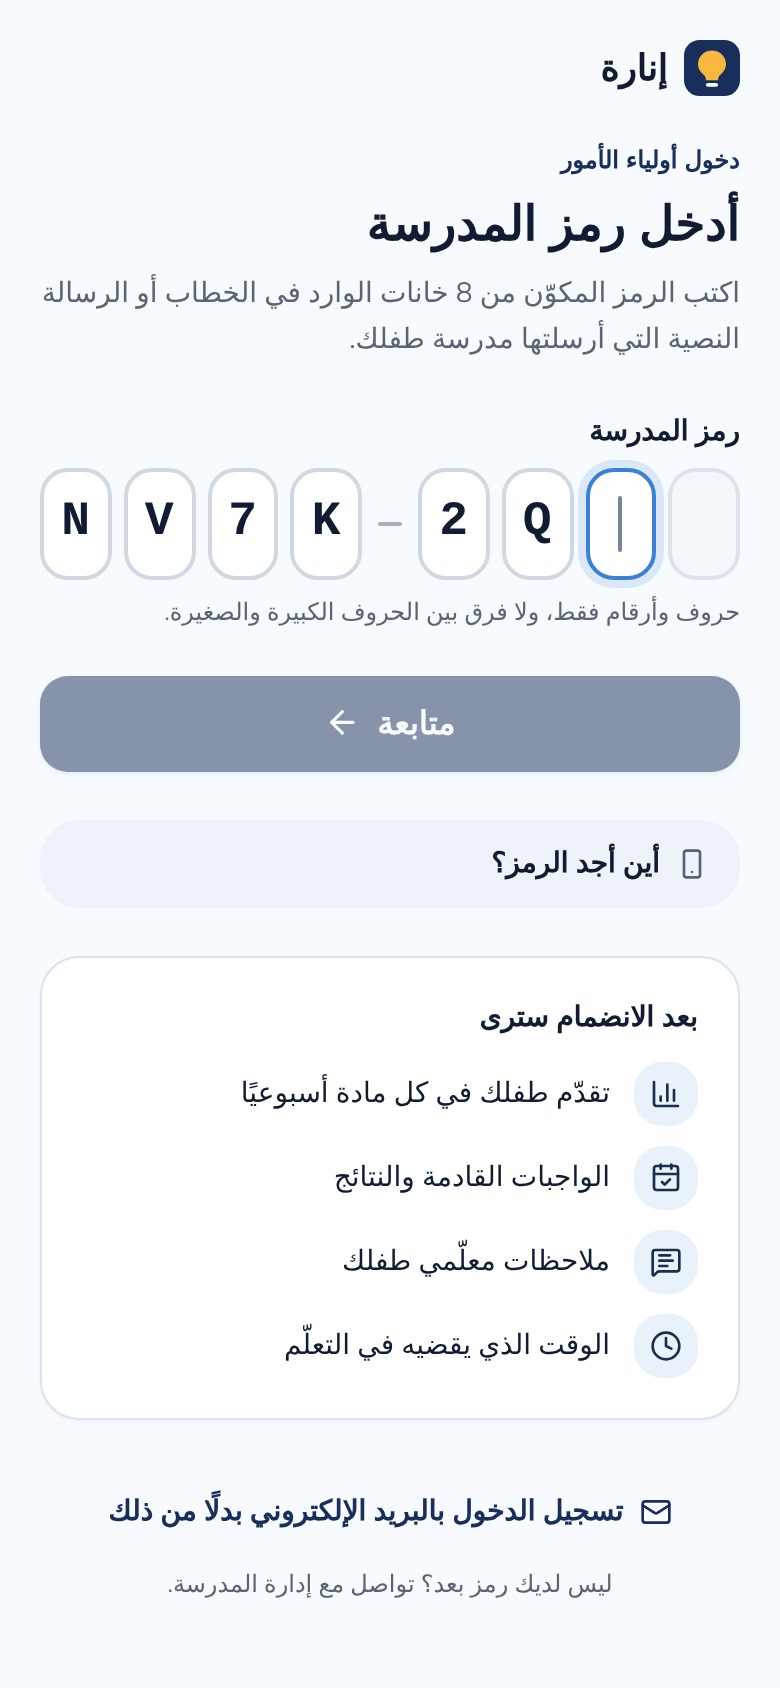 إنارة
دخول أولياء الأمور
أدخل رمز المدرسة
اكتب الرمز المكوّن من 8 خانات الوارد في الخطاب أو الرسالة
النصية التي أرسلتها مدرسة طفلك.
رمز المدرسة
N V 7 K – 2 Q
حروف وأرقام فقط، ولا فرق بين الحروف الكبيرة والصغيرة.
متابعة
أين أجد الرمز؟
بعد الانضمام سترى
تقدّم طفلك في كل مادة أسبوعيًا
الواجبات القادمة والنتائج
ملاحظات معلّمي طفلك
الوقت الذي يقضيه في التعلّم
تسجيل الدخول بالبريد الإلكتروني بدلًا من ذلك
ليس لديك رمز بعد؟ تواصل مع إدارة المدرسة.